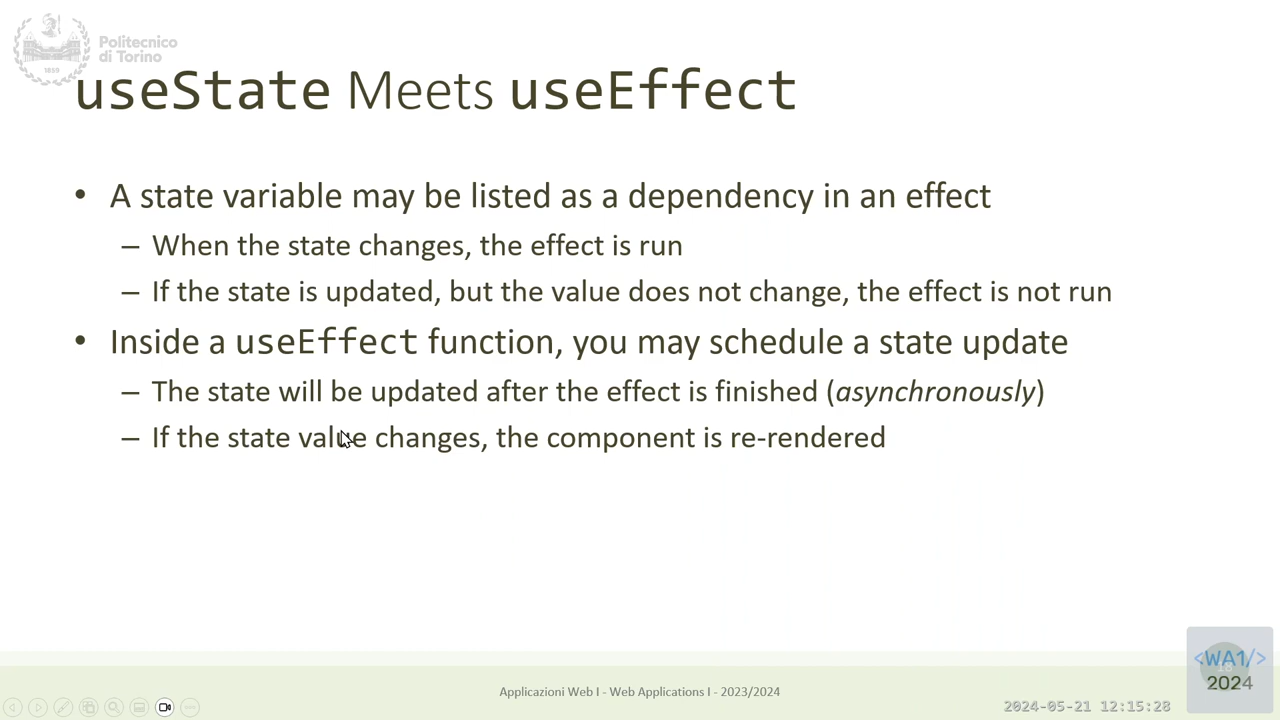 Politecnico
di Torino
1859
useState Meets useEffect
• A state variable may be listed as a dependency in an effect
– When the state changes, the effect is run
– If the state is updated, but the value does not change, the effect is not run
• Inside a useEffect function, you may schedule a state update
– The state will be updated after the effect is finished (asynchronously)
– If the state value changes, the component is re-rendered
Applicazioni Web I - Web Applications I - 2023/2024
2024-05-21 12:15:28
<WA1/>
2024